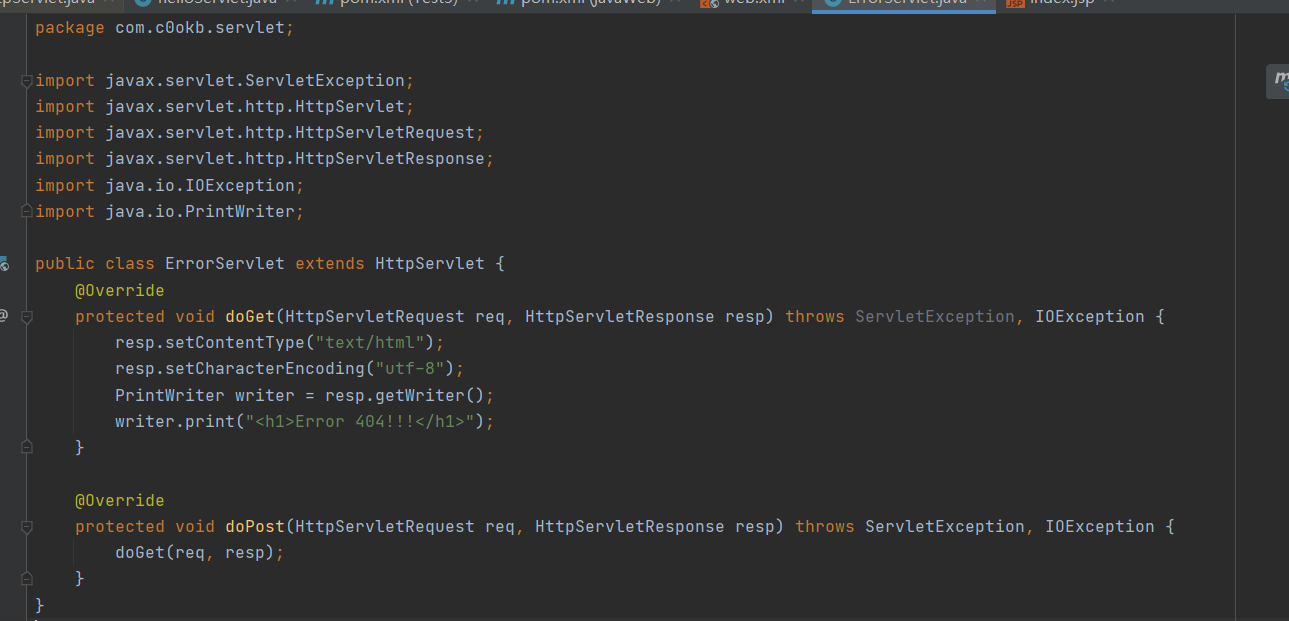 helloServlet.java pom.xml (Tests) pom.xml (javaWeb) web.xml ErrorServlet.java index.jsp
package com.c0okb.servlet;
import javax.servlet.ServletException;
import javax.servlet.http.HttpServlet;
import javax.servlet.http.HttpServletRequest;
import javax.servlet.http.HttpServletResponse;
import java.io.IOException;
import java.io.PrintWriter;
public class ErrorServlet extends HttpServlet {
@Override
protected void doGet(HttpServletRequest req, HttpServletResponse resp) throws ServletException, IOException {
resp.setContentType("text/html");
resp.setCharacterEncoding("utf-8");
PrintWriter writer = resp.getWriter();
writer.print("<h1>Error 404!!!</h1>");
}
@Override
protected void doPost(HttpServletRequest req, HttpServletResponse resp) throws ServletException, IOException {
doGet(req, resp);
}
}